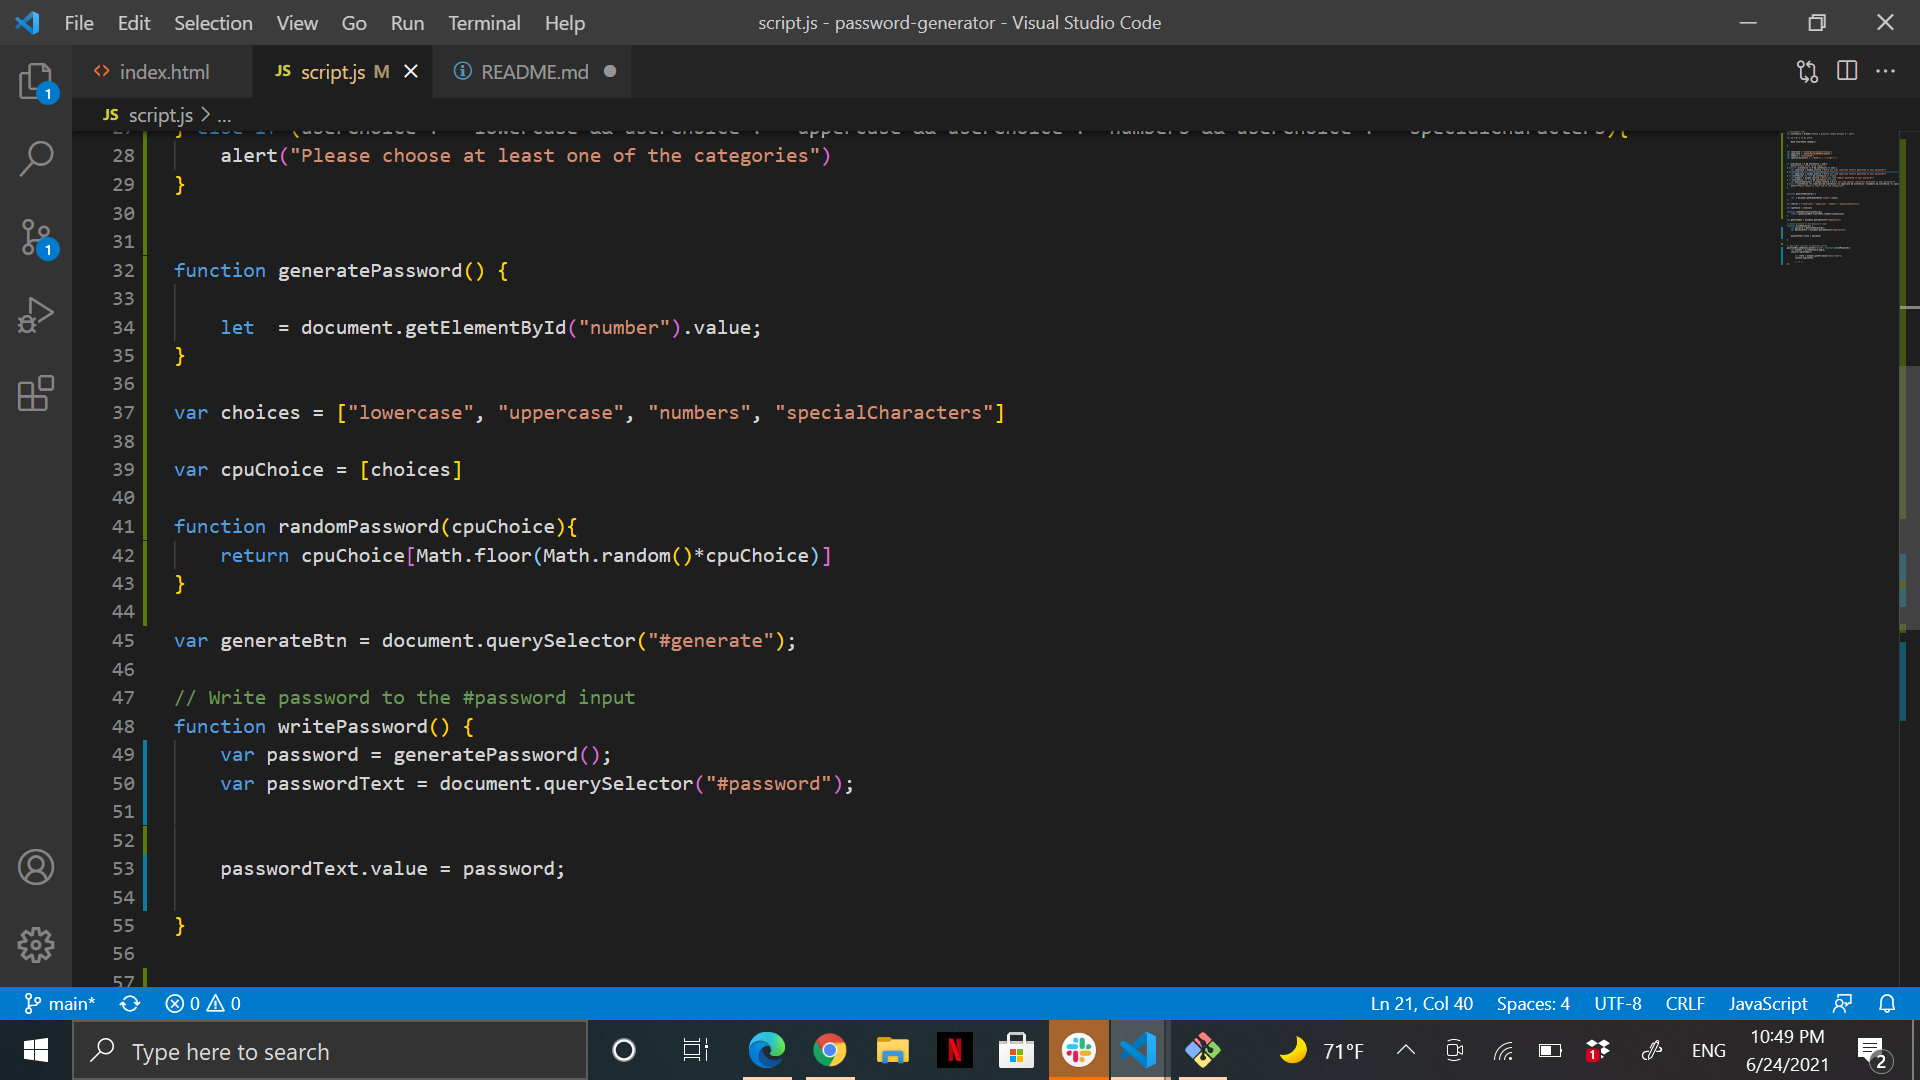 File Edit Selection View Go Run Terminal Help
script.js - password-generator - Visual Studio Code
index.html
JS script.js M
README.md
JS script.js > ...
1
1
28 alert("Please choose at least one of the categories")
29 }
30
31
32 function generatePassword() {
33
34 let  = document.getElementById("number").value;
35 }
36
37 var choices = ["lowercase", "uppercase", "numbers", "specialCharacters"]
38
39 var cpuChoice = [choices]
40
41 function randomPassword(cpuChoice){
42 return cpuChoice[Math.floor(Math.random()*cpuChoice)]
43 }
44
45 var generateBtn = document.querySelector("#generate");
46
47 // Write password to the #password input
48 function writePassword() {
49 var password = generatePassword();
50 var passwordText = document.querySelector("#password");
51
52
53 passwordText.value = password;
54
55 }
56
57
main* 0 0 Ln 21, Col 40 Spaces: 4 UTF-8 CRLF JavaScript
Type here to search
N
71°F
1
ENG
10:49 PM
6/24/2021
2